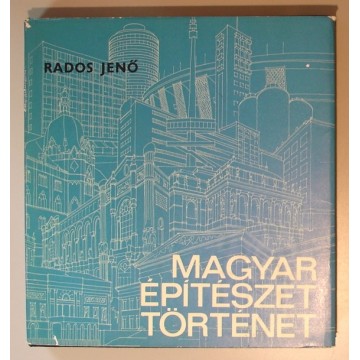 RADOS JENŐ
MAGYAR
ÉPÍTÉSZET
TÖRTÉNET